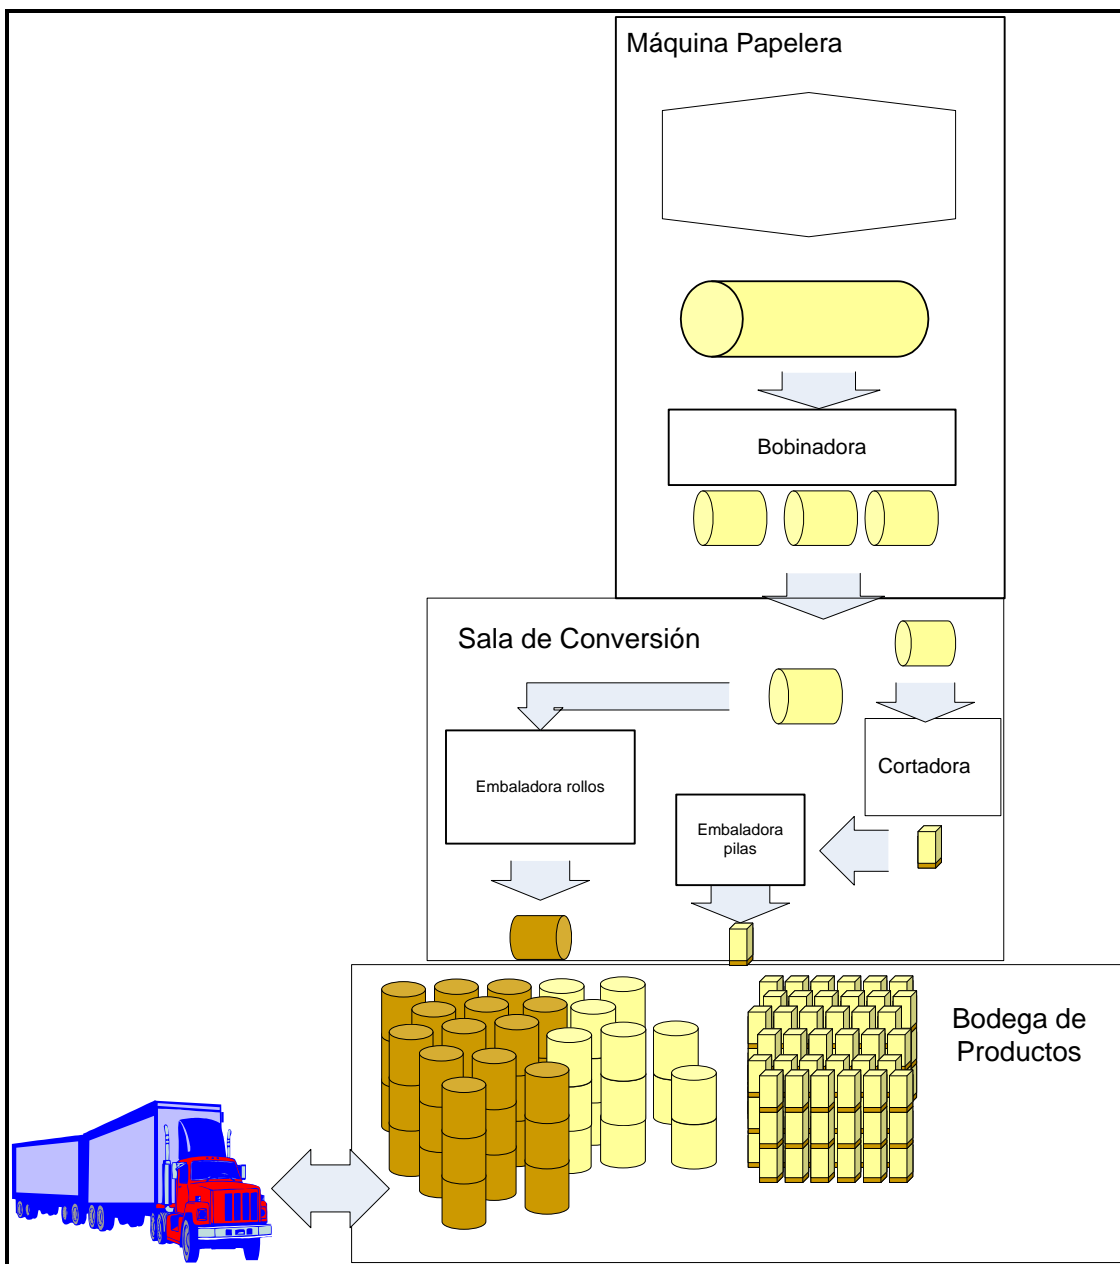 Máquina Papelera
Bobinadora
Sala de Conversión
Cortadora
Embaladora rollos
Embaladora
pilas
Bodega de
Productos